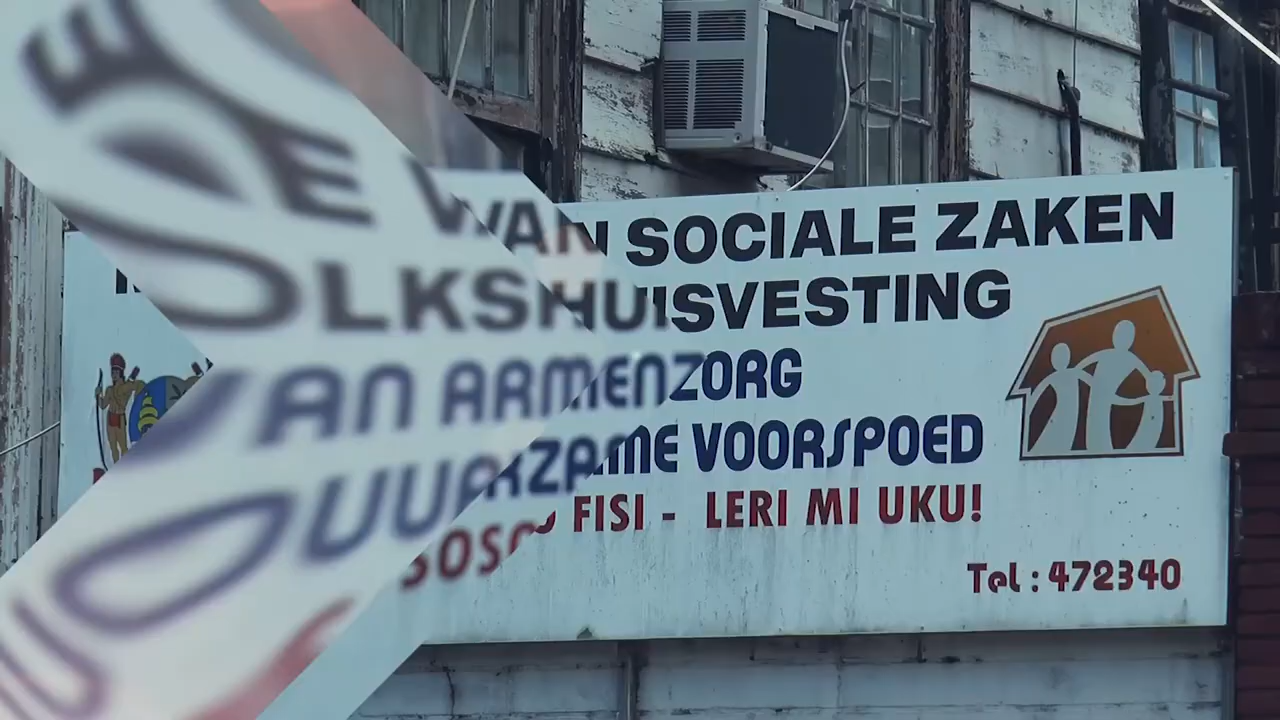 VAN SOCIALE ZAKEN
VOLKSHUISVESTING
VAN ARMENZORG
DUURZAME VOORSPOED
FISI - LERI MI UKU!
Tel : 472340